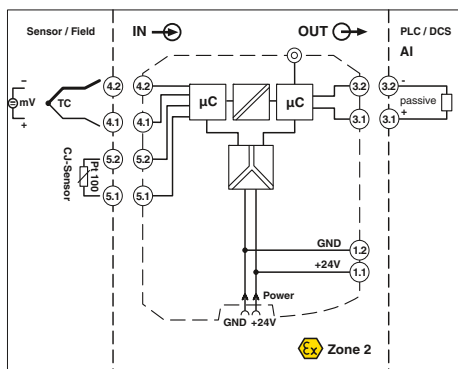 Sensor / Field
IN
OUT
PLC / DCS
AI
4.2
4.2
µC
µC
3.2
3.2
-
−
mV
TC
+
passive
+
4.1
4.1
3.1
3.1
5.2
5.2
CJ-Sensor
Pt 100
5.1
5.1
GND
1.2
+24V
1.1
Power
GND +24V
Ex Zone 2